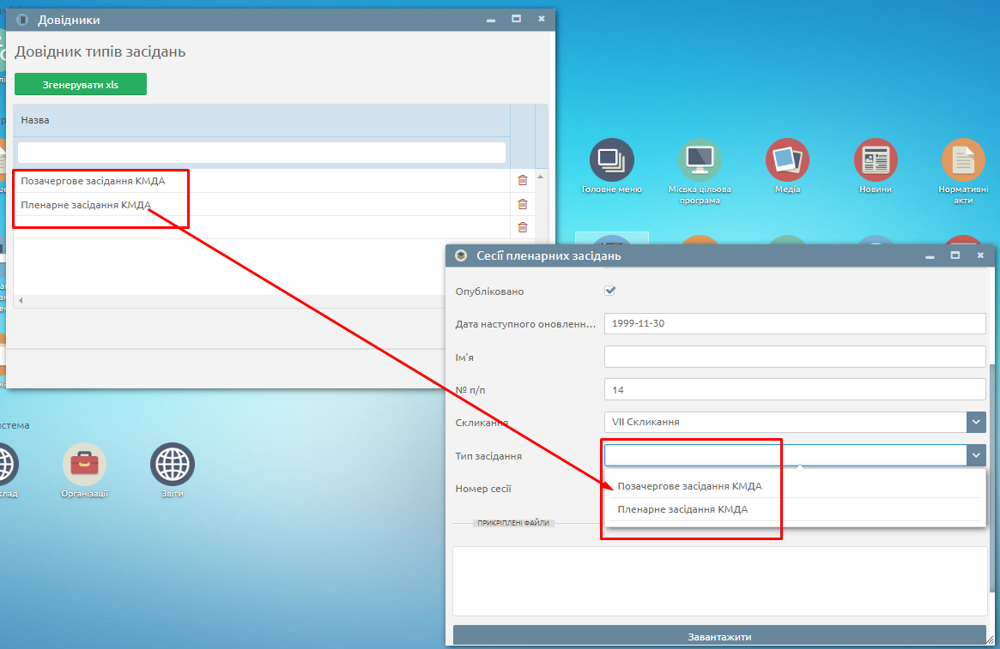 Довідники
Довідник типів засідань
Згенерувати xls
Назва
Позачергове засідання КМДА
Пленарне засідання КМДА
Головне меню
Міська цільова
програма
Медіа
Новини
Нормативні
акти
Сесії пленарних засідань
Опубліковано
Дата наступного оновленн...
1999-11-30
Ім'я
№ п/п
14
Скликання
VII Скликання
Тип засідання
Позачергове засідання КМДА
Пленарне засідання КМДА
Номер сесії
ПРИКРІПЛЕНІ ФАЙЛИ
Завантажити
Організації
Звіти